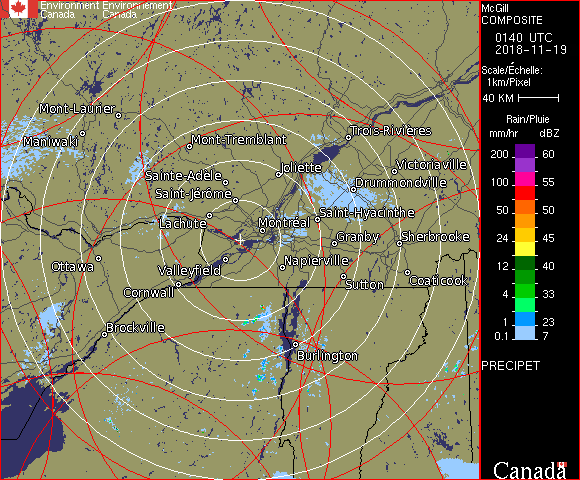 Environment Environnement
Canada Canada
McGill
COMPOSITE
0140 UTC
2018-11-19
Scale/Échelle:
1km/Pixel
40 KM
Rain/Pluie
mm/hr dBZ
200 60
100 55
50 50
24 45
12 40
4 33
1 23
0.1 7
PRECIPET
Canada
Mont-Laurier
Maniwaki
Mont-Tremblant
Trois-Rivières
Joliette
Victoriaville
Sainte-Adèle
Drummondville
Saint-Jérôme
Saint-Hyacinthe
Lachute
Montréal
Granby
Sherbrooke
Ottawa
Valleyfield
Napierville
Cornwall
Sutton
Coaticook
Brockville
Burlington